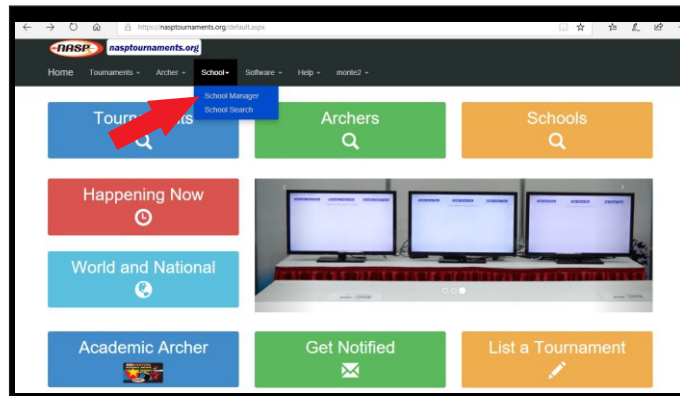 https://nasptournaments.org/default.aspx
NASP nasptournaments.org
Home Tournaments Archer School Software Help monte2
School Manager
School Search
Archers
Schools
Happening Now
World and National
Academic Archer
Get Notified
List a Tournament